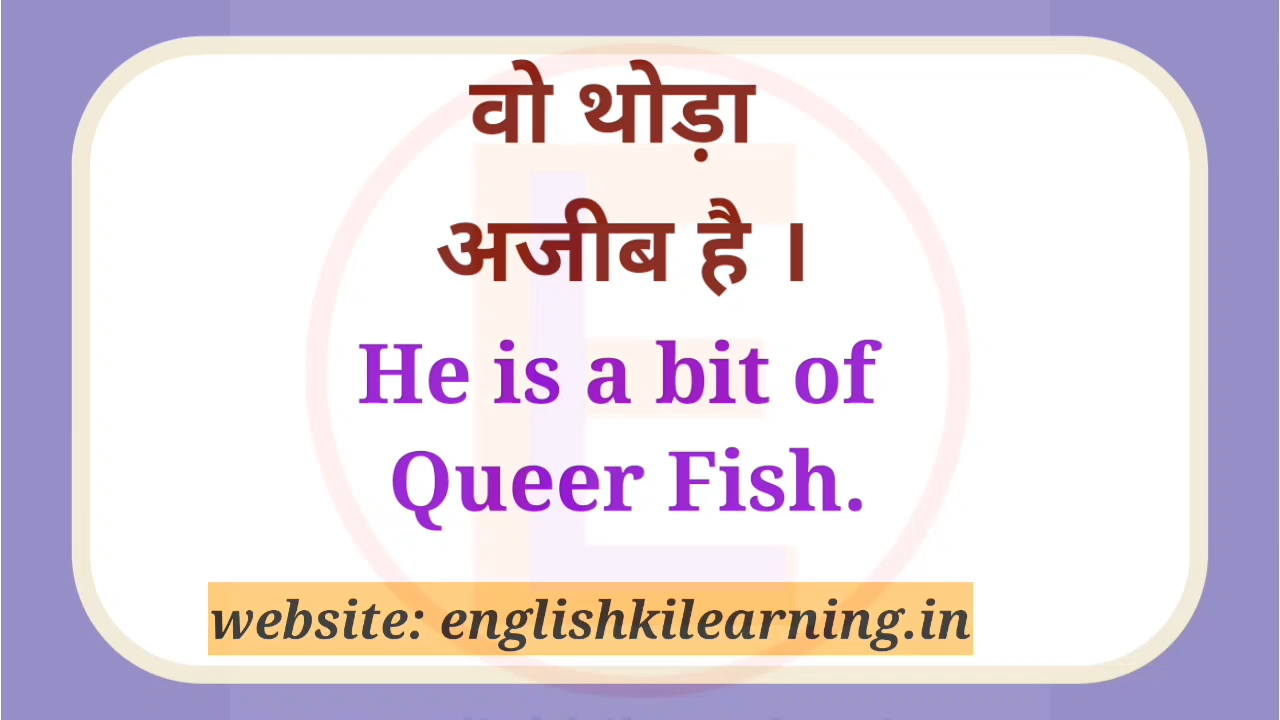 वो थोड़ा
अजीब है ।
He is a bit of
Queer Fish.
website: englishkilearning.in